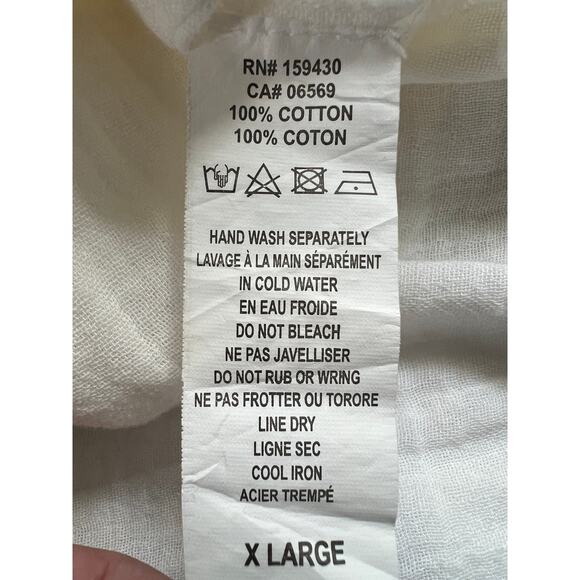 RN# 159430
CA# 06569
100% COTTON
100% COTON
HAND WASH SEPARATELY
LAVAGE À LA MAIN SÉPARÉMENT
IN COLD WATER
EN EAU FROIDE
DO NOT BLEACH
NE PAS JAVELLISER
DO NOT RUB OR WRING
NE PAS FROTTER OU TORORE
LINE DRY
LIGNE SEC
COOL IRON
ACIER TREMPÉ
X LARGE